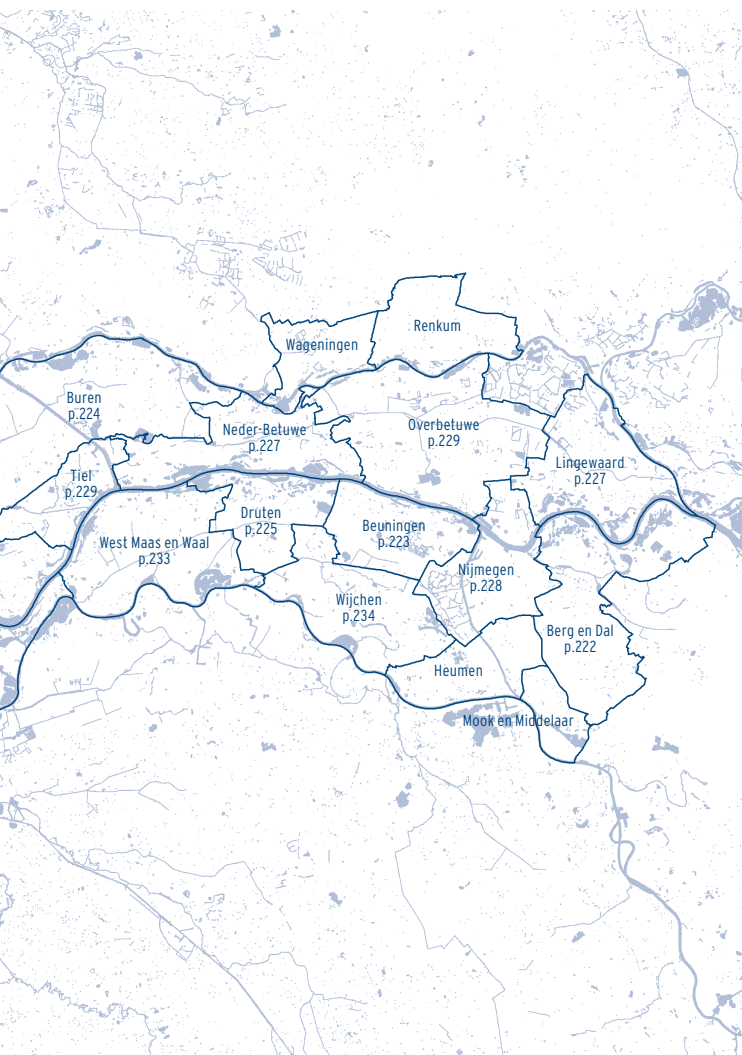 Renkum
Wageningen
Buren
p.224
Neder-Betuwe
p.227
Overbetuwe
p.229
Lingewaard
p.227
Tiel
p.229
Druten
p.225
Beuningen
p.223
West Maas en Waal
p.233
Nijmegen
p.228
Wijchen
p.234
Berg en Dal
p.222
Heumen
Mook en Middelaar